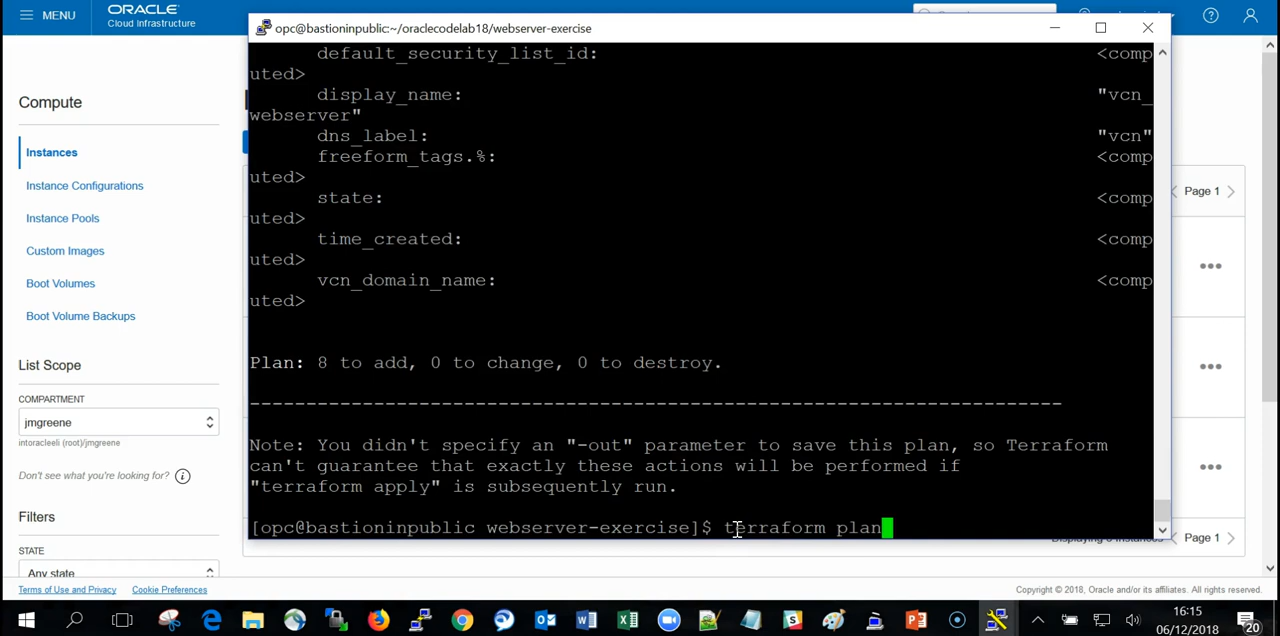 MENU
ORACLE
Cloud Infrastructure
opc@bastioninpublic:~/oraclecodelab18/webserver-exercise
default_security_list_id: <comp
uted>
display_name: "vcn_
webserver"
dns_label: "vcn"
freeform_tags.%: <comp
uted>
state: <comp
uted>
time_created: <comp
uted>
vcn_domain_name: <comp
uted>
Plan: 8 to add, 0 to change, 0 to destroy.
------------------------------------------------------------------------
Note: You didn't specify an "-out" parameter to save this plan, so Terraform
can't guarantee that exactly these actions will be performed if
"terraform apply" is subsequently run.
[opc@bastioninpublic webserver-exercise]$ terraform plan
Compute
Instances
Instance Configurations
Instance Pools
Custom Images
Boot Volumes
Boot Volume Backups
List Scope
COMPARTMENT
jmgreene
intoracleeli (root)/jmgreene
Don't see what you're looking for?
Filters
STATE
Any state
Page 1
Page 1
Terms of Use and Privacy Cookie Preferences
Copyright © 2018, Oracle and/or its affiliates. All rights reserved.
16:15
06/12/2018
20